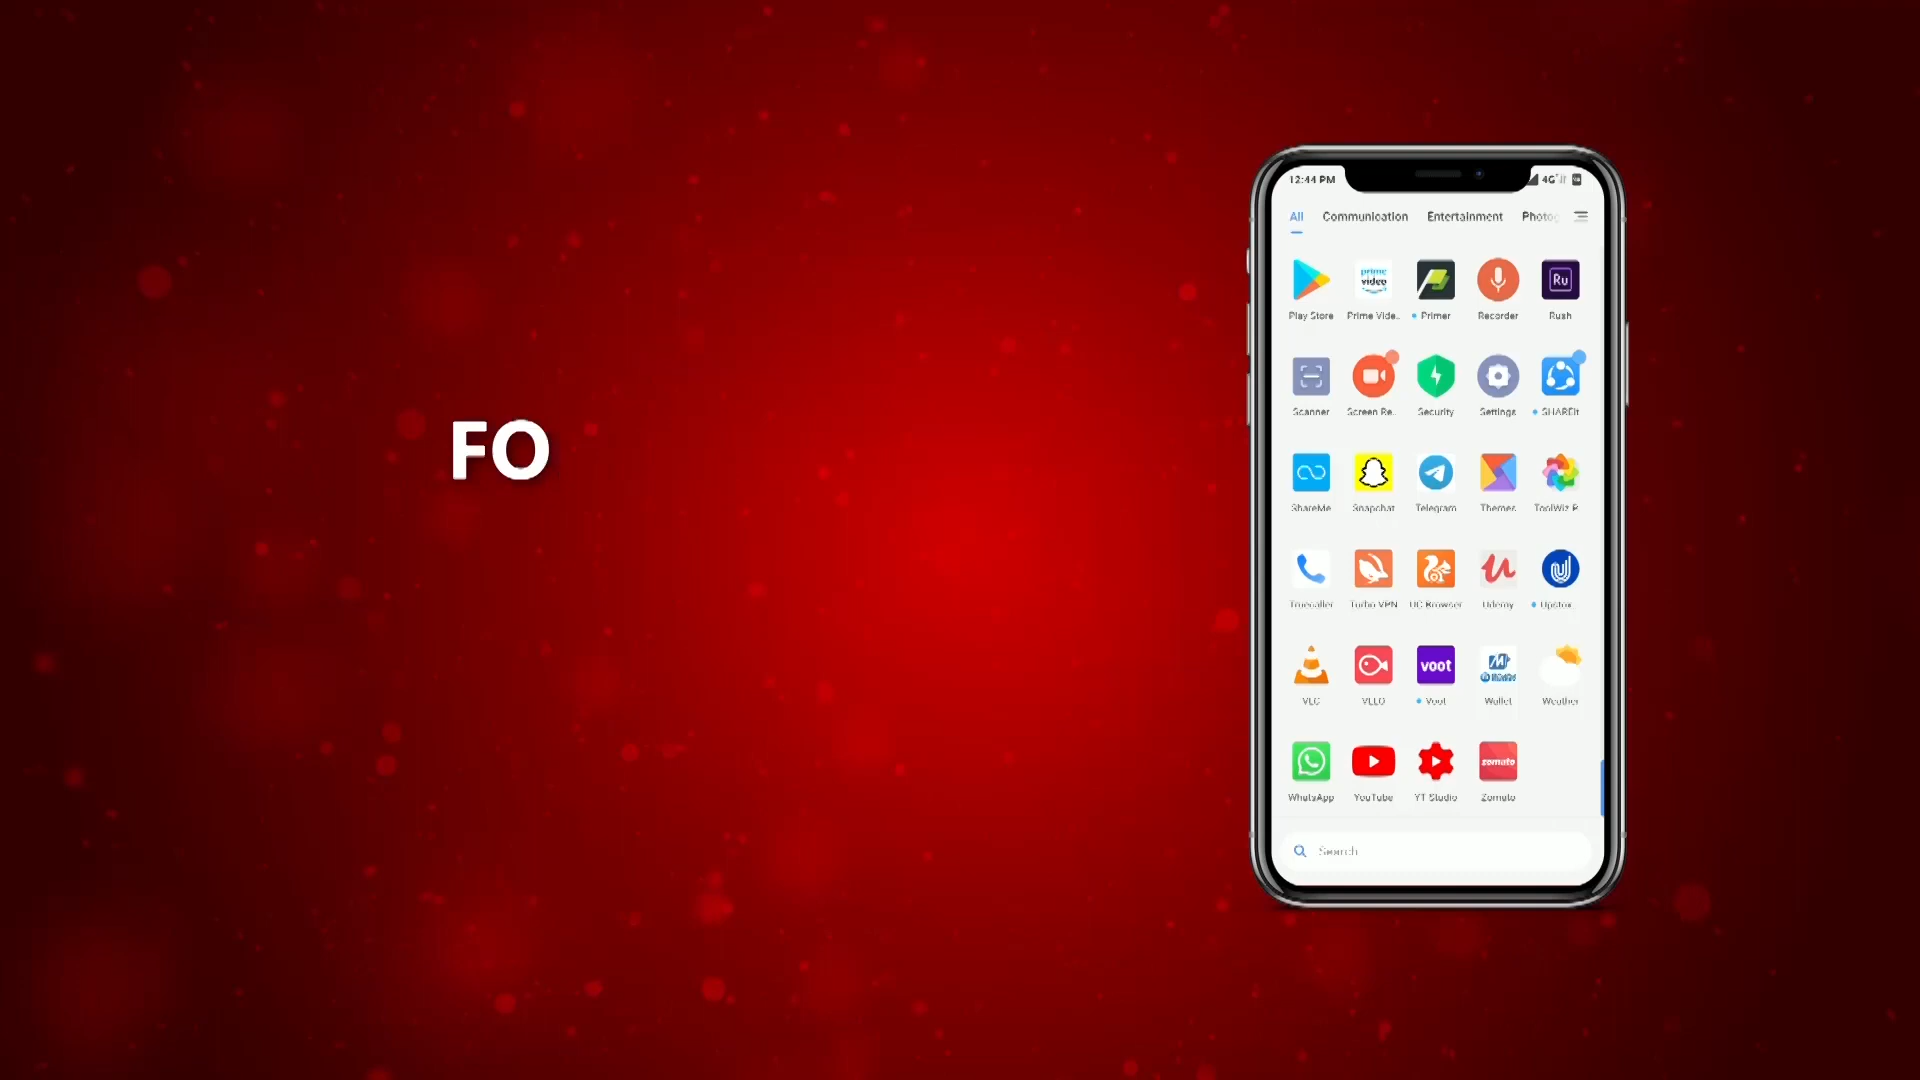 FO
12:44 PM
4G
All Communication Entertainment Photog
prime video
Ru
Play Store Prime Vide.. Primer Recorder Rush
Scanner Screen Re.. Security Settings SHAREit
ShareMe Snapchat Telegram Themes ToolWiz P
Truecaller Turbo VPN UC Browser Udemy Upstox
voot
VLC VLLO Voot Wallet Weather
zomato
WhatsApp YouTube YT Studio Zomato
Search